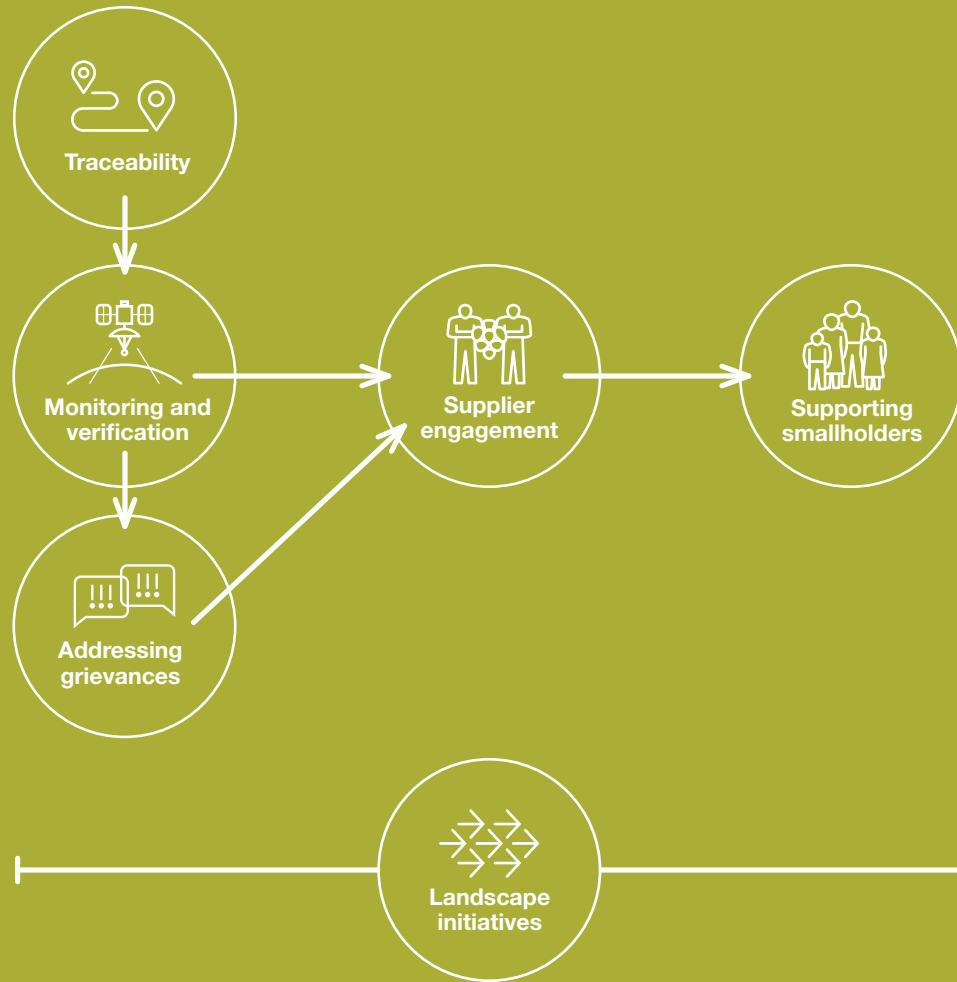 Traceability
Monitoring and
verification
Supplier
engagement
Supporting
smallholders
Addressing
grievances
Landscape
initiatives